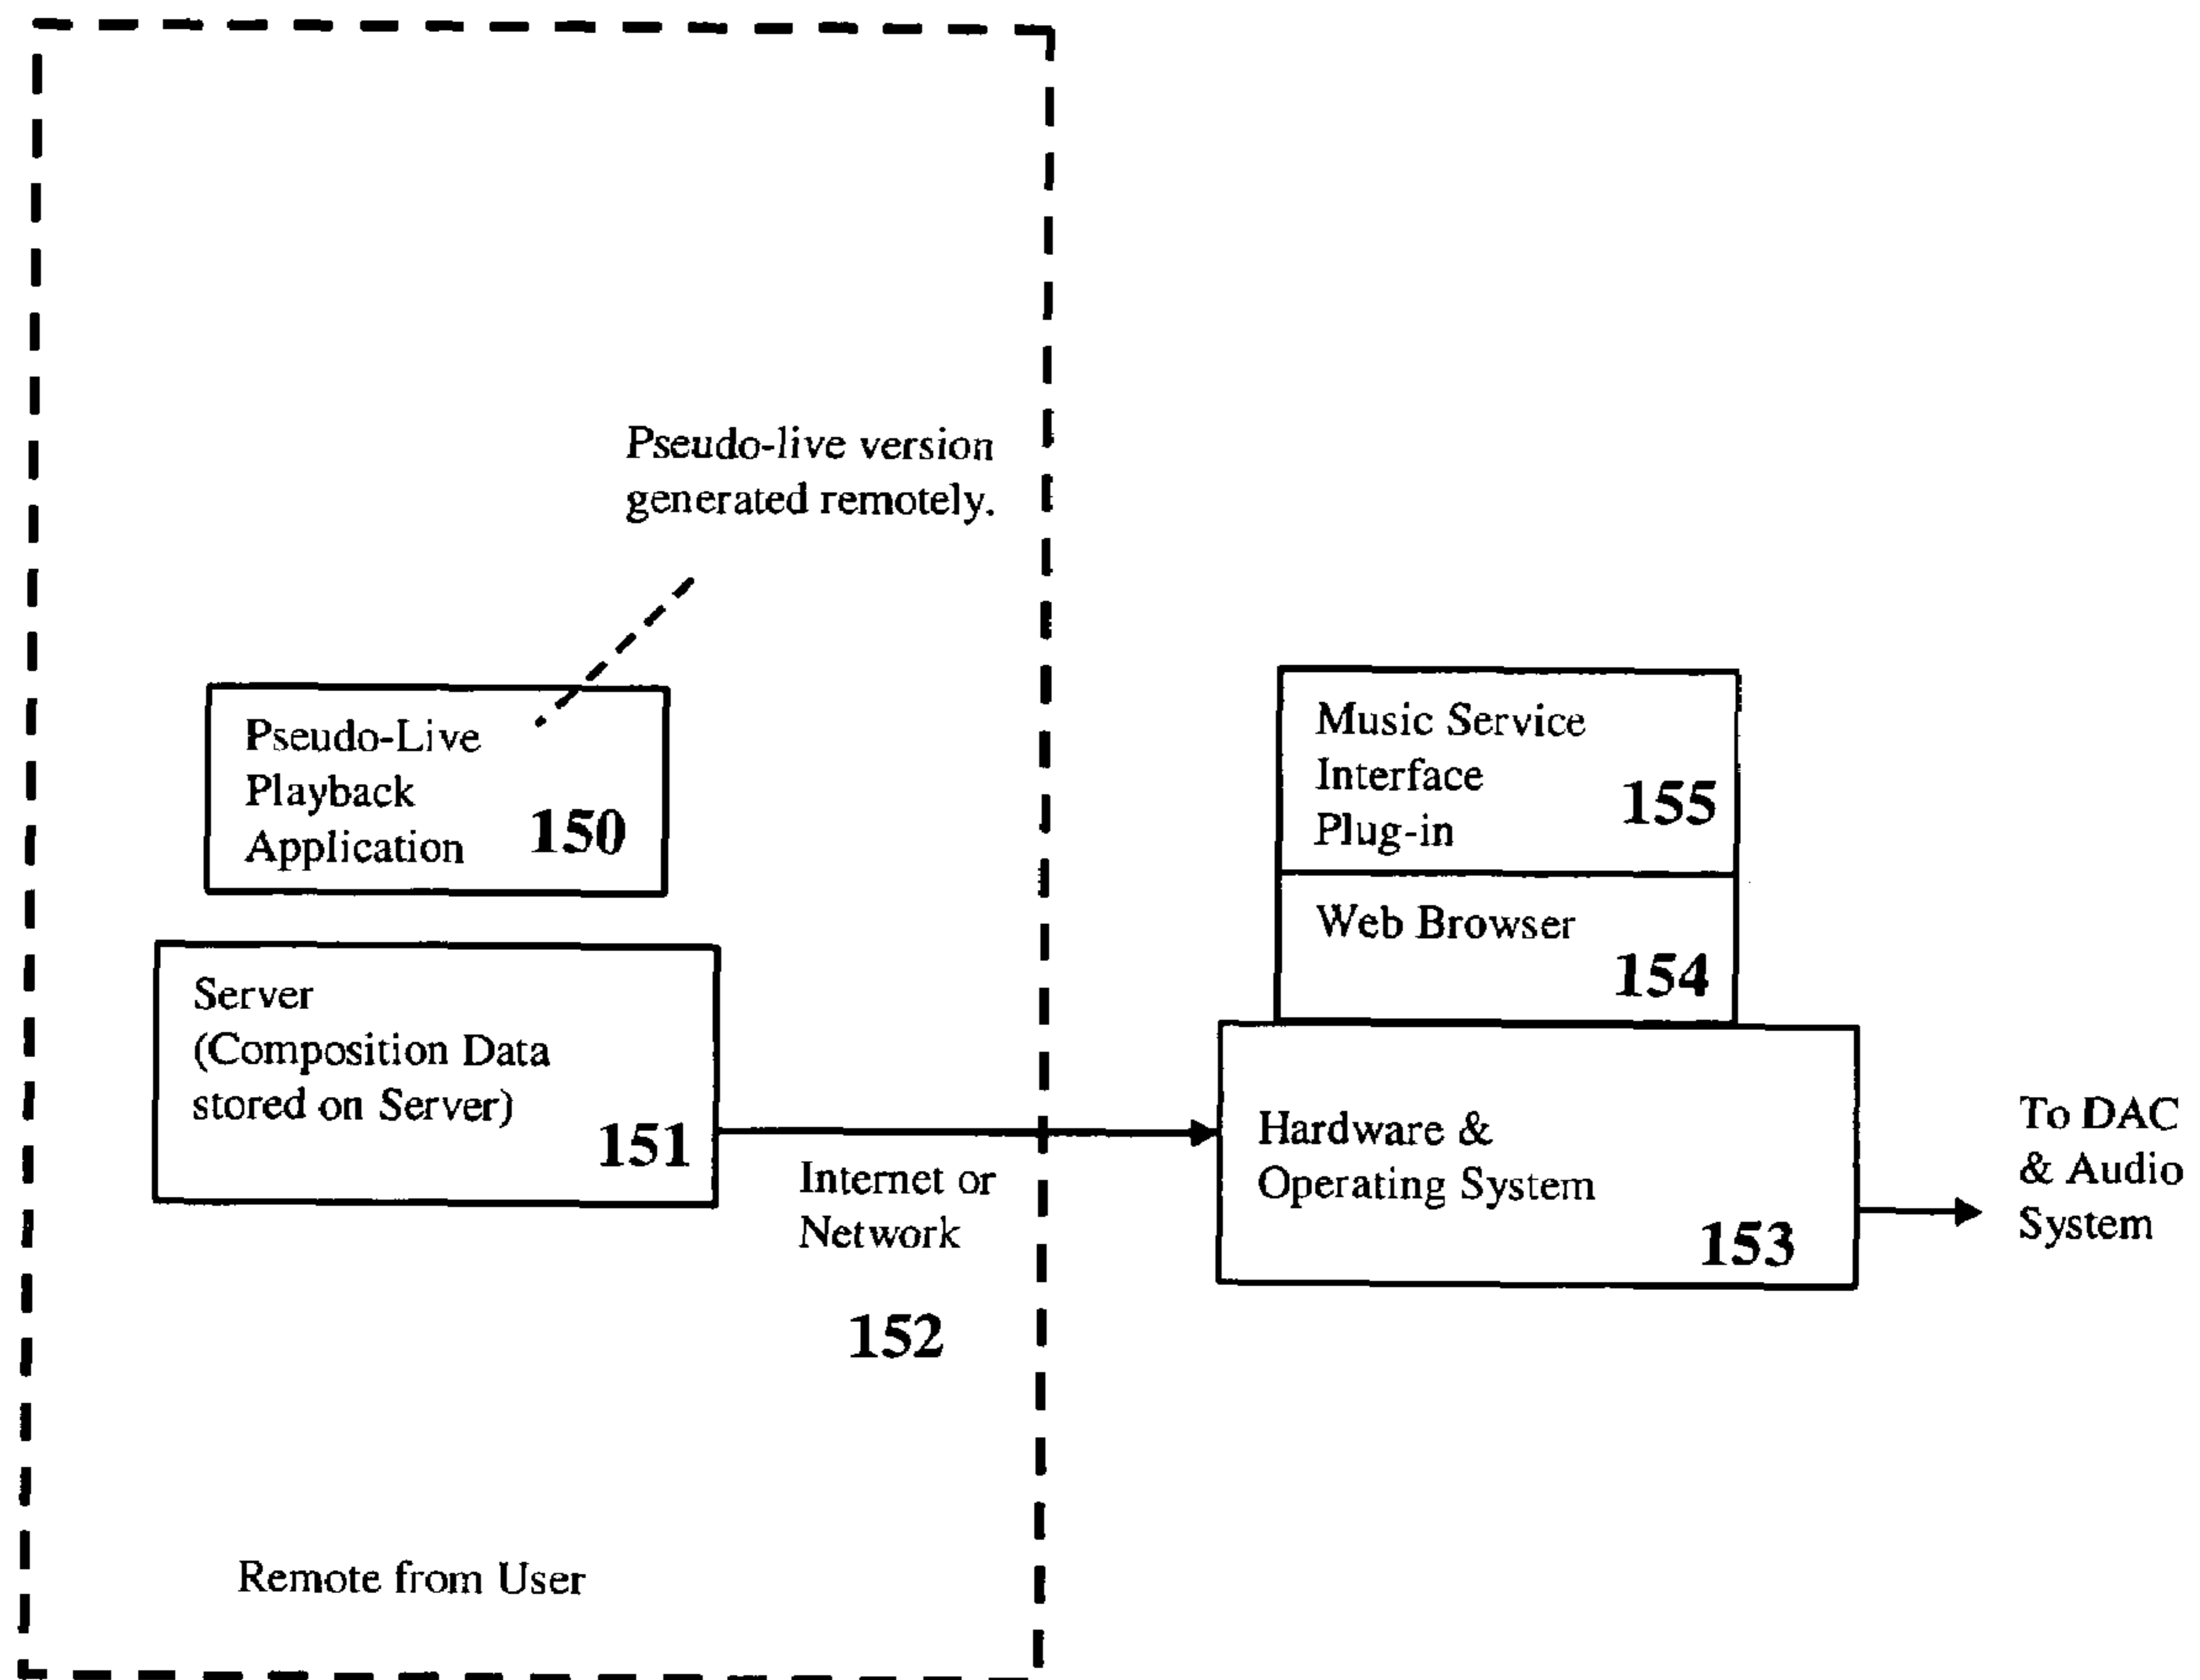 Pseudo-live version
generated remotely.
Pseudo-Live
Playback
Application
150
Server
(Composition Data
stored on Server)
151
Internet or
Network
152
Remote from User
Music Service
Interface
Plug-in
155
Web Browser
154
Hardware &
Operating System
153
To DAC
& Audio
System